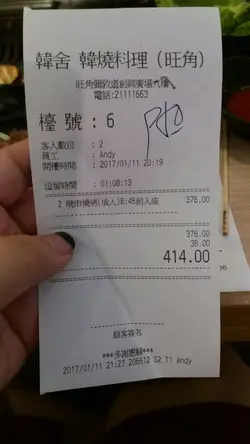 韓舍 韓燒料理 (旺角)
旺角彌敦道創興廣場六樓
電話:21111663
檯號:6
客人數目 : 2
員工 : Andy
開檯時間 : 2017/01/11 20:19
逗留時間 : 01:08:13
2 晚市燒烤(成人)8:45前入座 376.00
376.00
38.00
414.00
顧客簽名
***多謝惠顧***
2017/01/11 21:27 206612 S2 T1 Andy